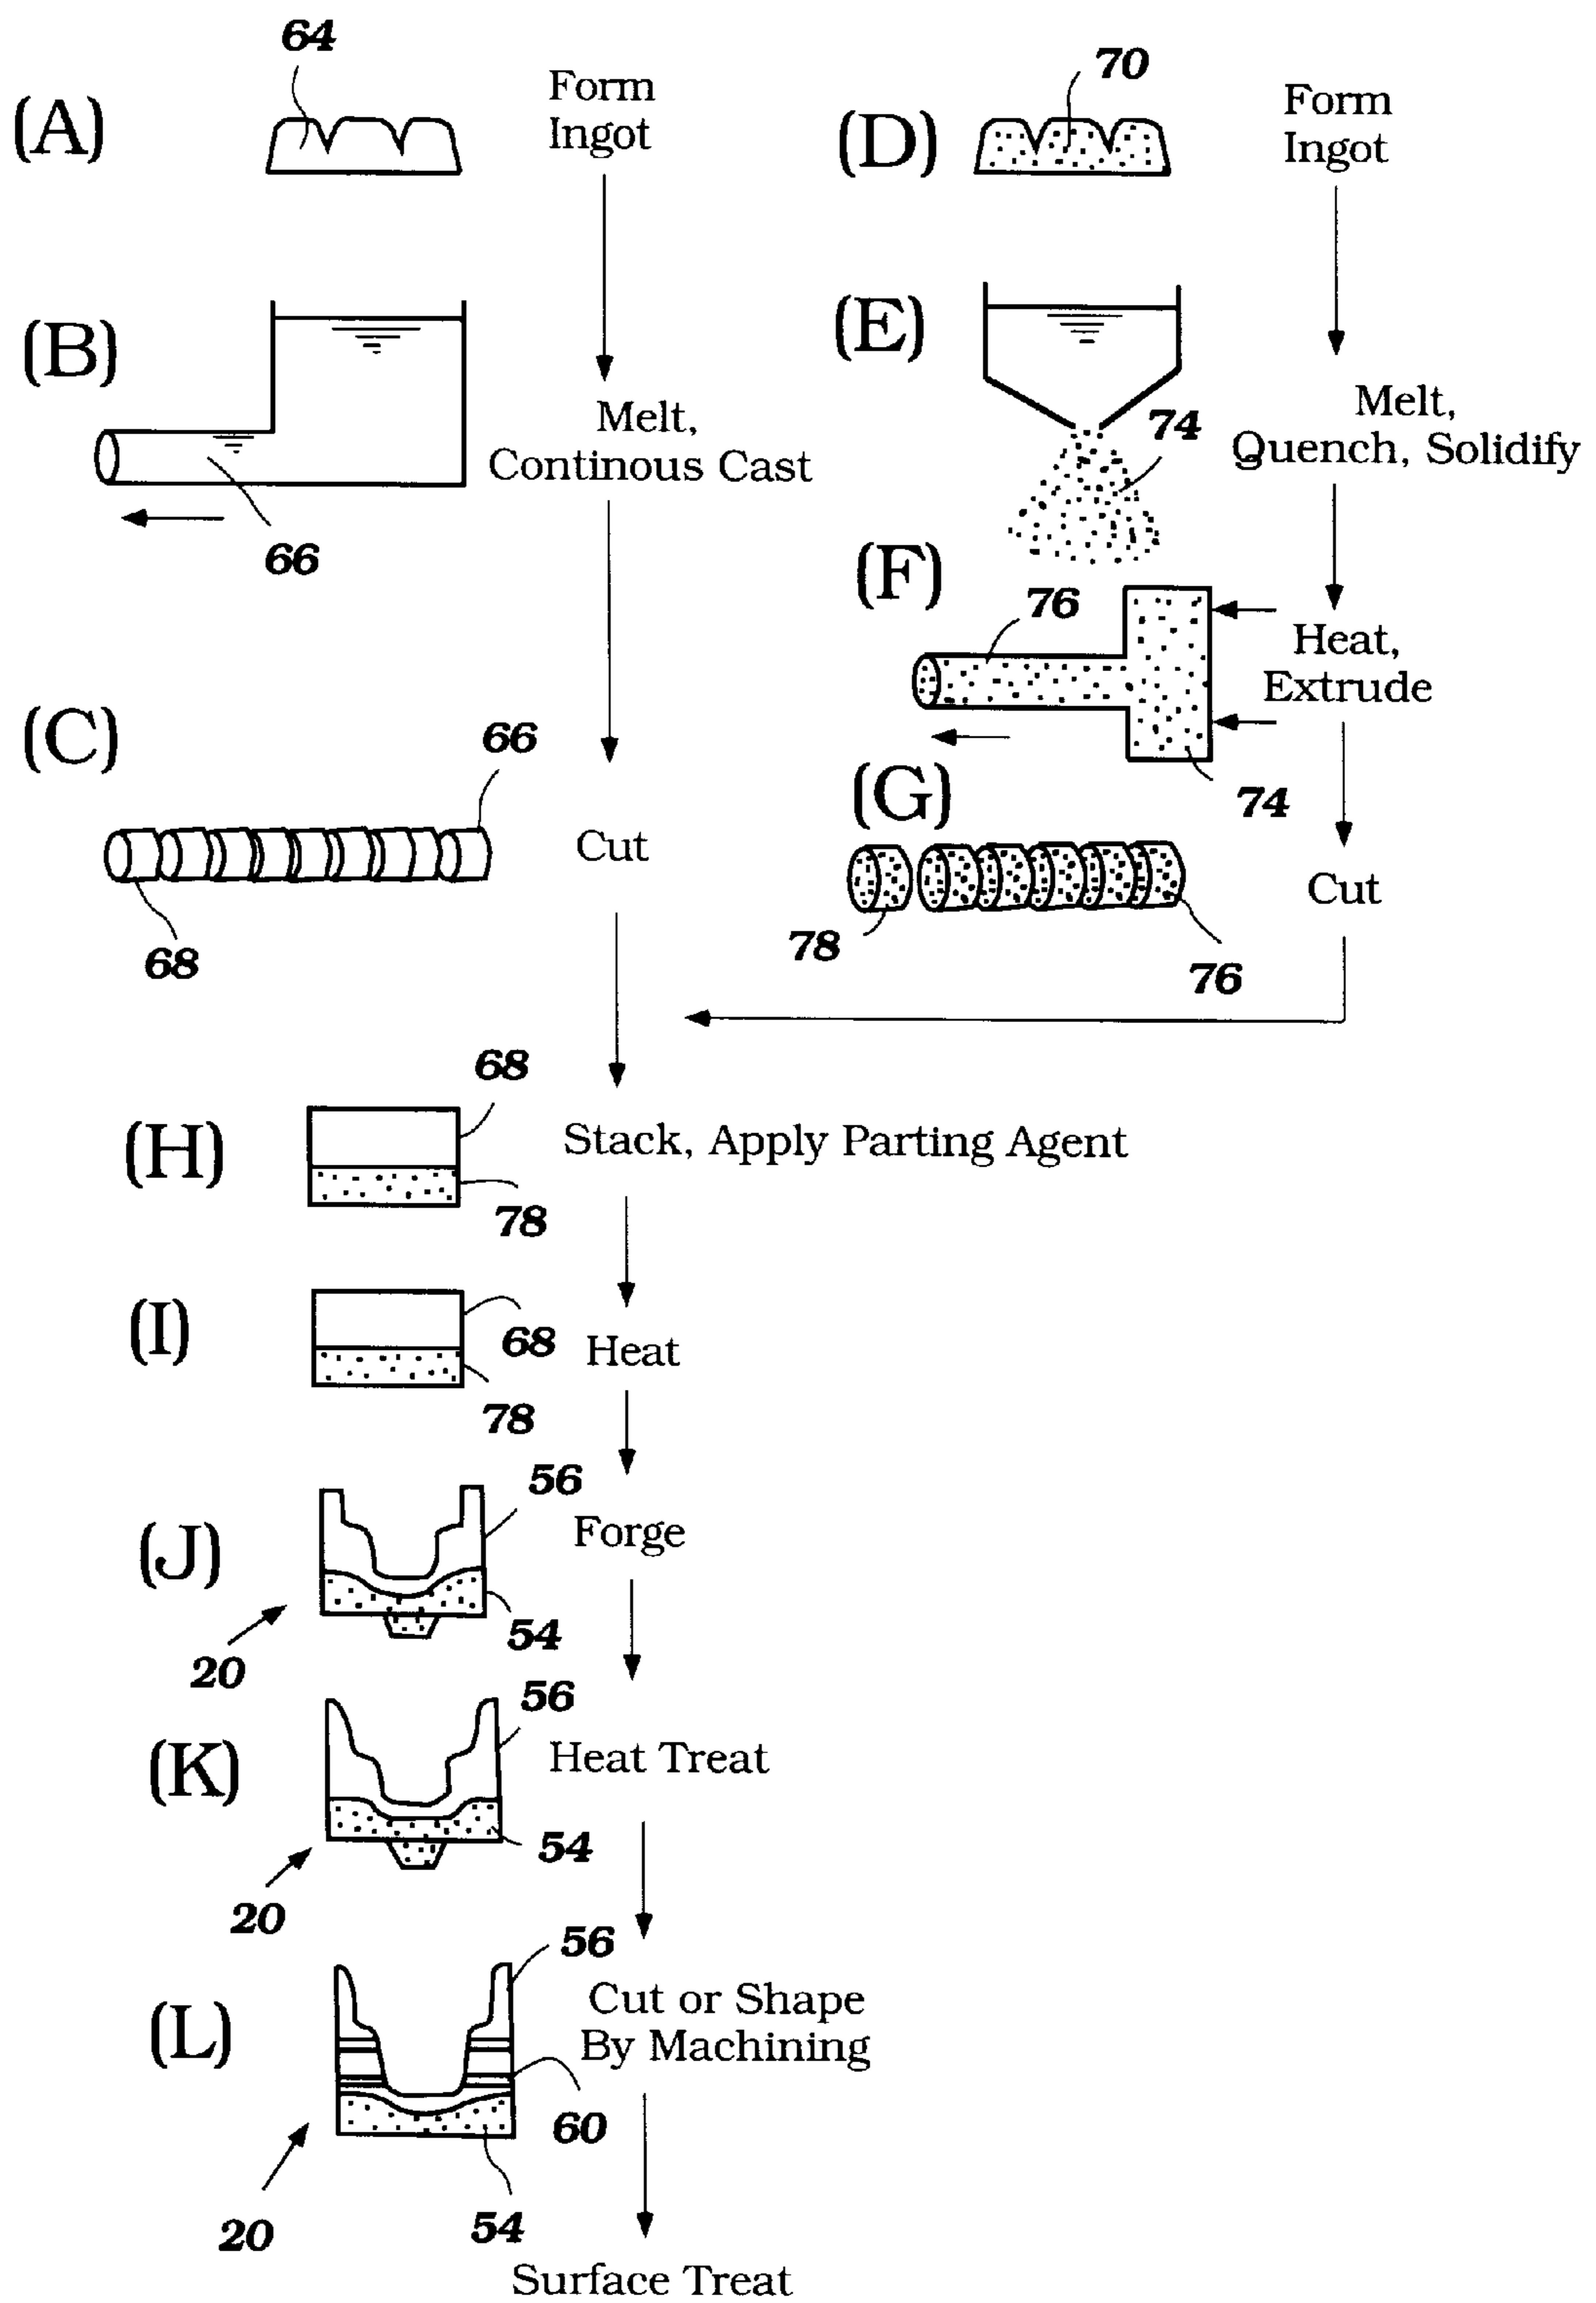 64
(A)
Form
Ingot
70
(D)
Form
Ingot
(B)
66
Melt,
Continous Cast
(E)
74
Melt,
Quench, Solidify
(F)
76
74
Heat,
Extrude
(C)
66
68
Cut
(G)
78
76
Cut
(H)
68
78
Stack, Apply Parting Agent
(I)
68
78
Heat
(J)
56
54
20
Forge
(K)
56
54
20
Heat Treat
(L)
56
60
54
20
Cut or Shape
By Machining
Surface Treat